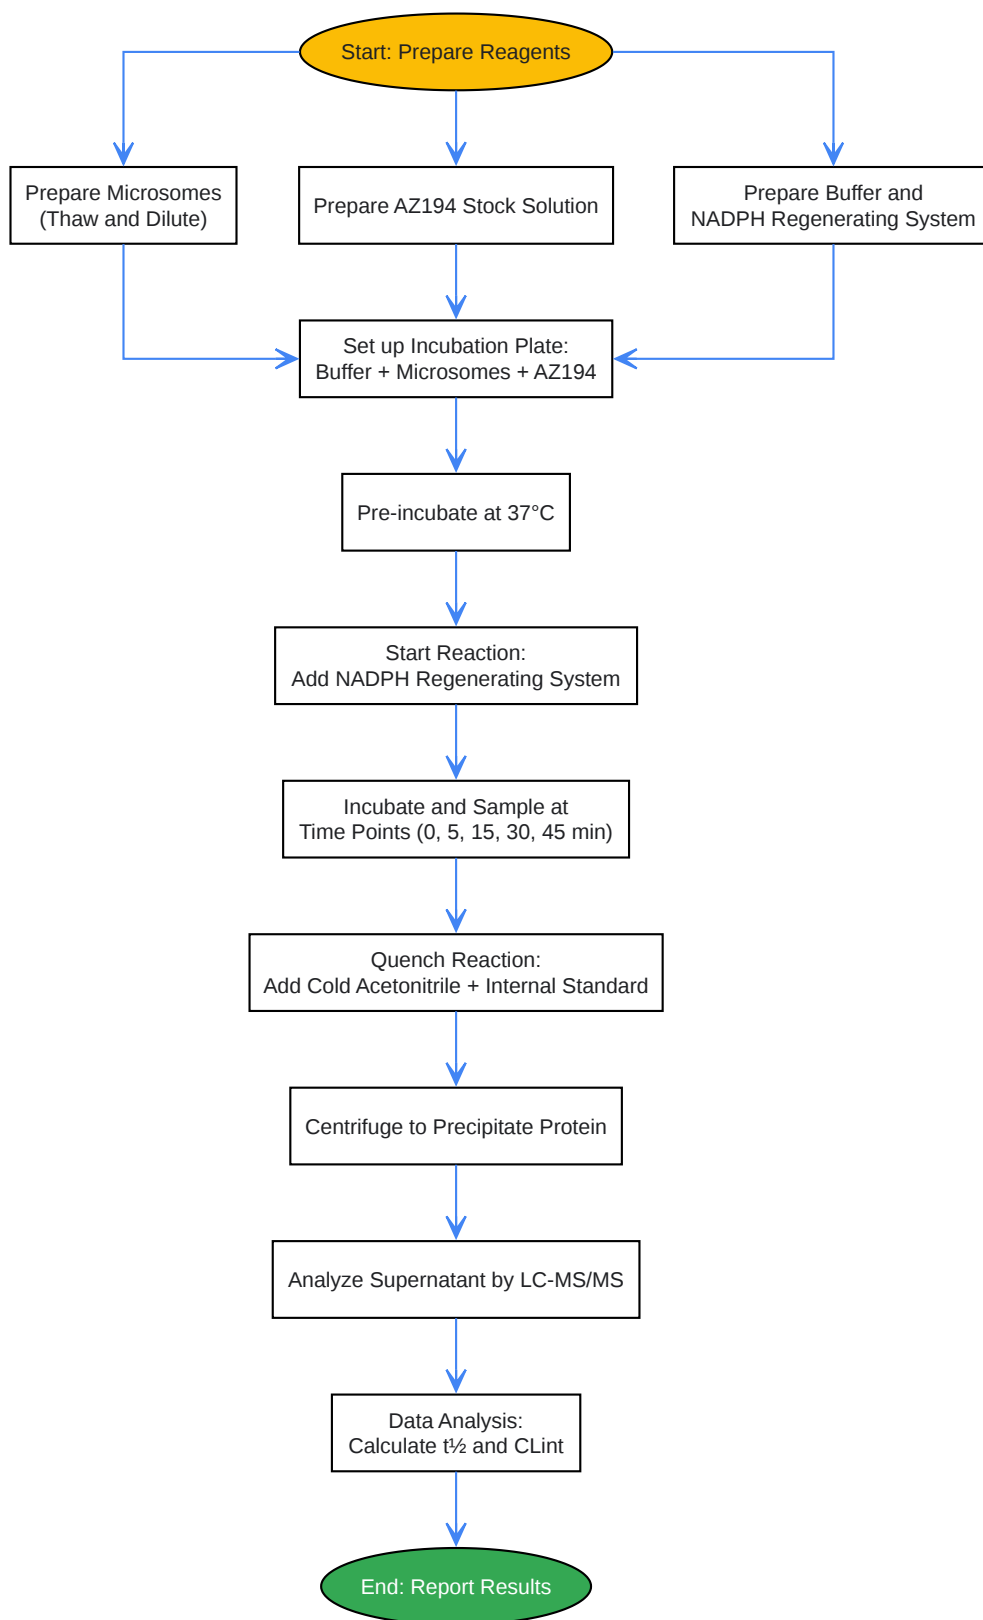 Start: Prepare Reagents
Prepare Microsomes
(Thaw and Dilute)
Prepare AZ194 Stock Solution
Prepare Buffer and
NADPH Regenerating System
Set up Incubation Plate:
Buffer + Microsomes + AZ194
Pre-incubate at 37°C
Start Reaction:
Add NADPH Regenerating System
Incubate and Sample at
Time Points (0, 5, 15, 30, 45 min)
Quench Reaction:
Add Cold Acetonitrile + Internal Standard
Centrifuge to Precipitate Protein
Analyze Supernatant by LC-MS/MS
Data Analysis:
Calculate t½ and CLint
End: Report Results